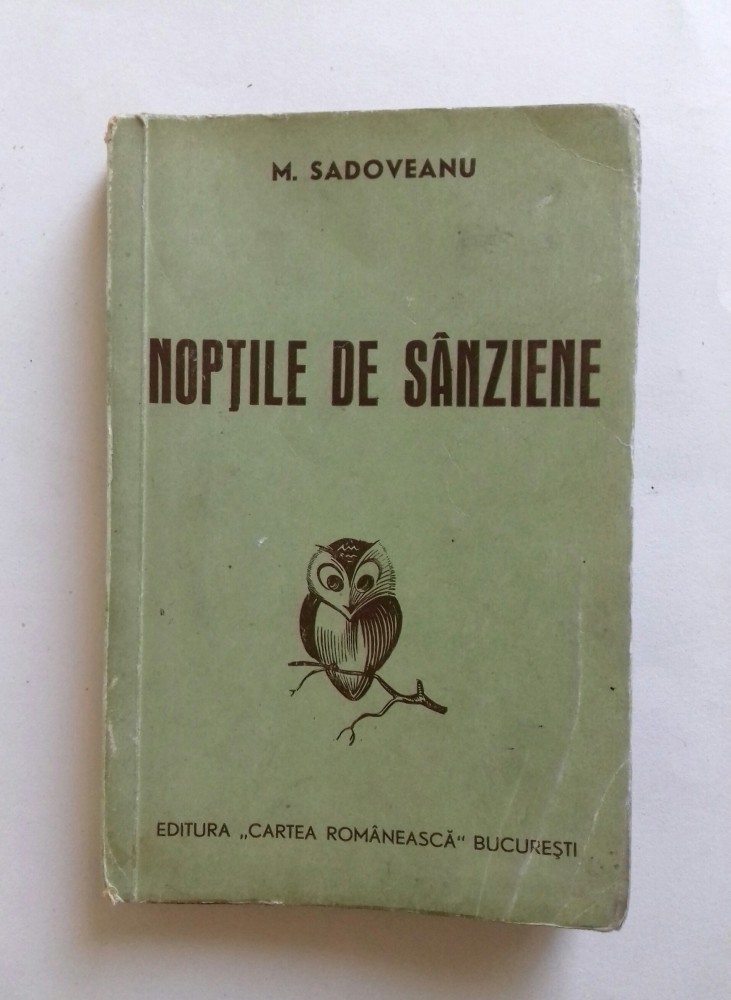 M. SADOVEANU
NOPȚILE DE SÂNZIENE
EDITURA „CARTEA ROMÂNEASCĂ“ BUCUREȘTI